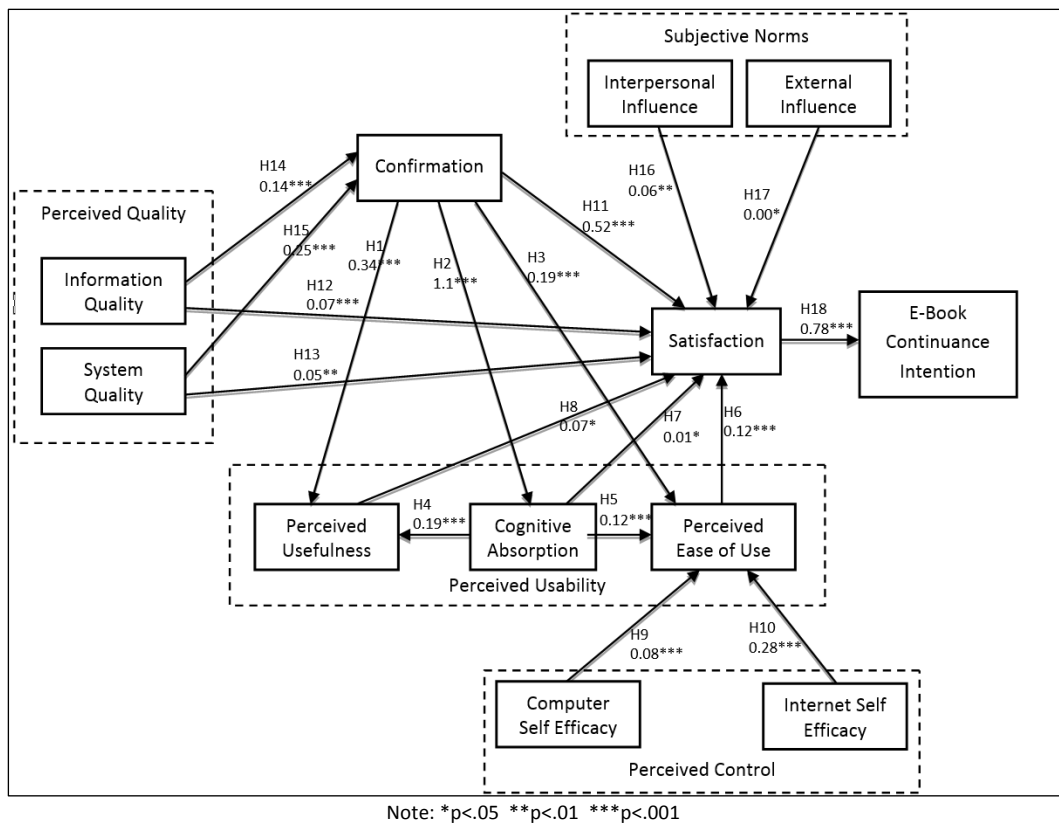 Subjective Norms
Interpersonal
Influence
External
Influence
Confirmation
H14
0.14***
H16
0.06**
H17
0.00*
Perceived Quality
H11
0.52***
H15
0.25***
H1
0.34***
H2
1.1***
H3
0.19***
Information
Quality
H12
0.07***
Satisfaction
H18
0.78***
E-Book
Continuance
Intention
System
Quality
H13
0.05**
H8
0.07*
H7
0.01*
H6
0.12***
Perceived
Usefulness
H4
0.19***
Cognitive
Absorption
H5
0.12***
Perceived
Ease of Use
Perceived Usability
H9
0.08***
H10
0.28***
Computer
Self Efficacy
Internet Self
Efficacy
Perceived Control
Note: *p<.05 **p<.01 ***p<.001